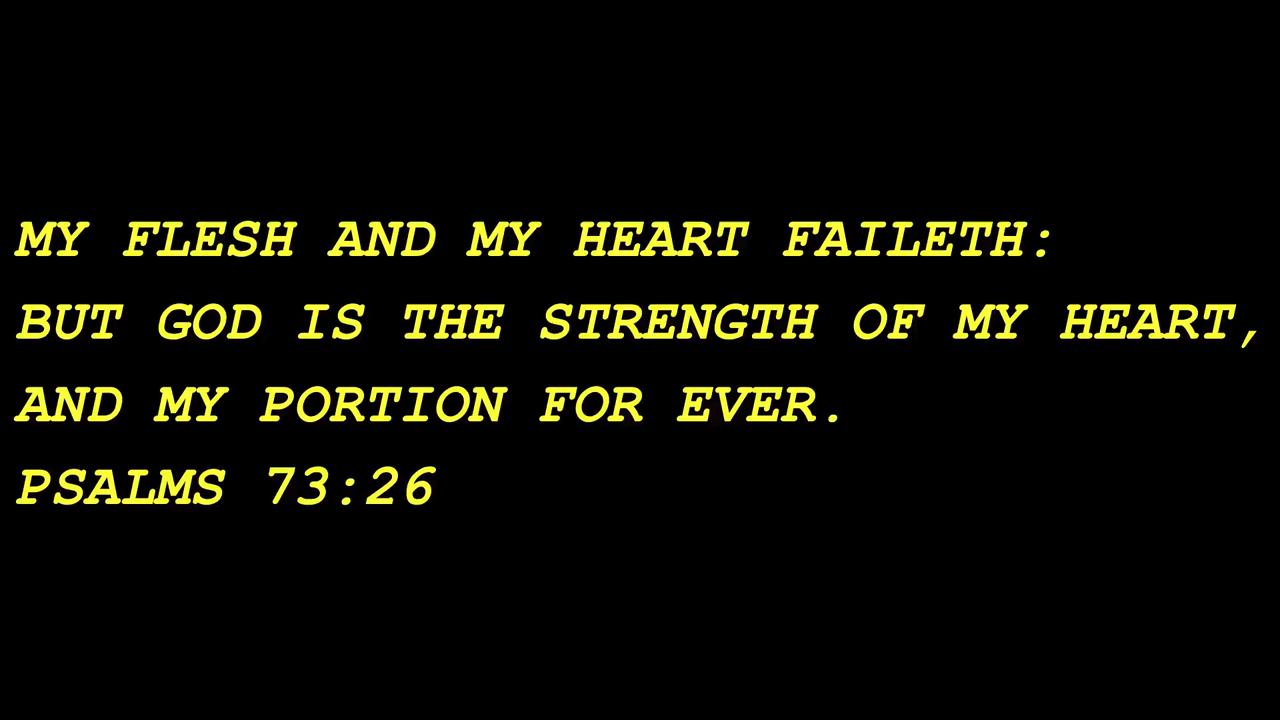 MY FLESH AND MY HEART FAILETH:
BUT GOD IS THE STRENGTH OF MY HEART,
AND MY PORTION FOR EVER.
PSALMS 73:26